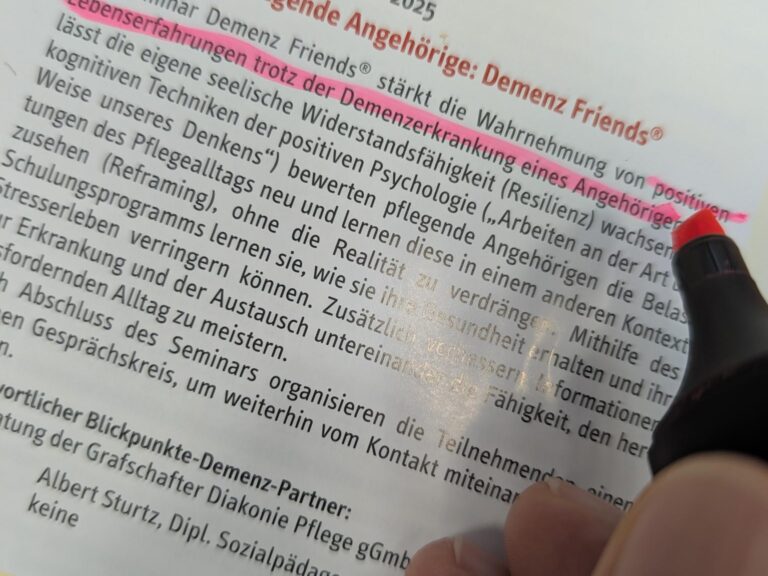 2025
gende Angehörige: Demenz Friends®
minar Demenz Friends® stärkt die Wahrnehmung von positiven
Lebenserfahrungen trotz der Demenzerkrankung eines Angehörigen
lässt die eigene seelische Widerstandsfähigkeit (Resilienz) wachsen
kognitiven Techniken der positiven Psychologie („Arbeiten an der Art
Weise unseres Denkens“) bewerten pflegende Angehörigen die Belas
tungen des Pflegealltags neu und lernen diese in einem anderen Kontext
zusehen (Reframing), ohne die Realität zu verdrängen. Mithilfe des
Schulungsprogramms lernen sie, wie sie ihre Gesundheit erhalten und ihr
Stresserleben verringern können. Zusätzlich verbessern Informationen
ur Erkrankung und der Austausch untereinander die Fähigkeit, den her
sfordernden Alltag zu meistern.
h Abschluss des Seminars organisieren die Teilnehmenden einen
en Gesprächskreis, um weiterhin vom Kontakt miteinan
n.
wortlicher Blickpunkte-Demenz-Partner:
atung der Grafschafter Diakonie Pflege gGmb
Albert Sturtz, Dipl. Sozialpädag
keine